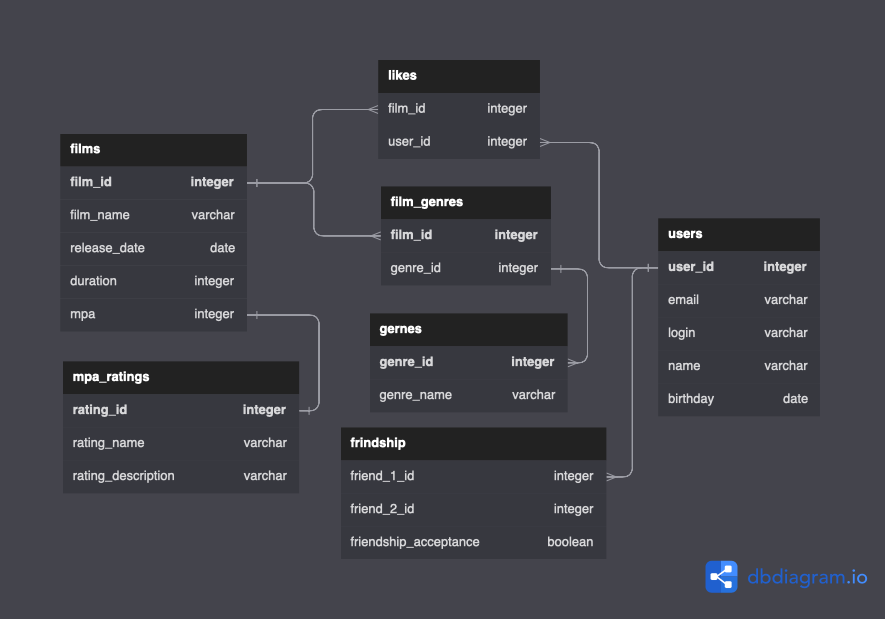 likes
film_id integer
user_id integer
films
film_id integer
film_name varchar
release_date date
duration integer
mpa integer
film_genres
film_id integer
genre_id integer
users
user_id integer
email varchar
login varchar
name varchar
birthday date
gernes
genre_id integer
genre_name varchar
mpa_ratings
rating_id integer
rating_name varchar
rating_description varchar
frindship
friend_1_id integer
friend_2_id integer
friendship_acceptance boolean
dbdiagram.io